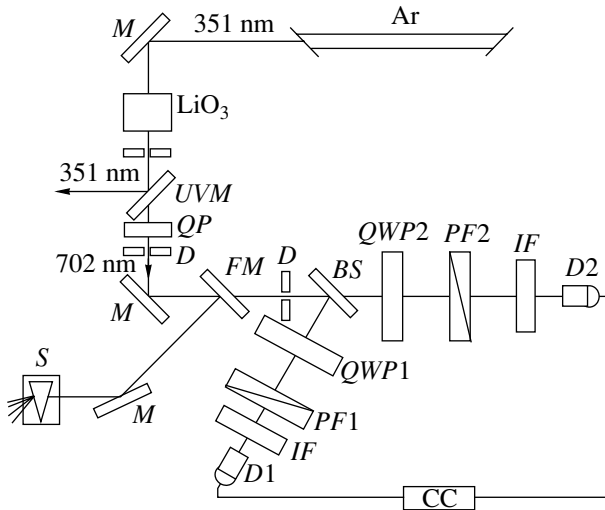 Ar
M
351 nm
LiO₃
351 nm
UVM
QP
702 nm
D
FM
D
BS
QWP2
PF2
IF
D2
M
QWP1
S
M
PF1
IF
D1
CC